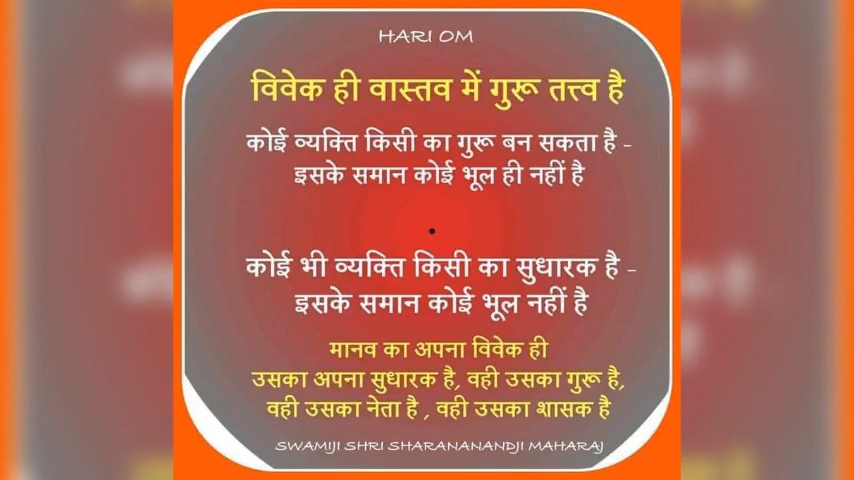 HARI OM
विवेक ही वास्तव में गुरू तत्त्व है
कोई व्यक्ति किसी का गुरू बन सकता है -
इसके समान कोई भूल ही नहीं है
कोई भी व्यक्ति किसी का सुधारक है -
इसके समान कोई भूल नहीं है
मानव का अपना विवेक ही
उसका अपना सुधारक है, वही उसका गुरू है,
वही उसका नेता है , वही उसका शासक है
SWAMIJI SHRI SHARANANANDJI MAHARAJ